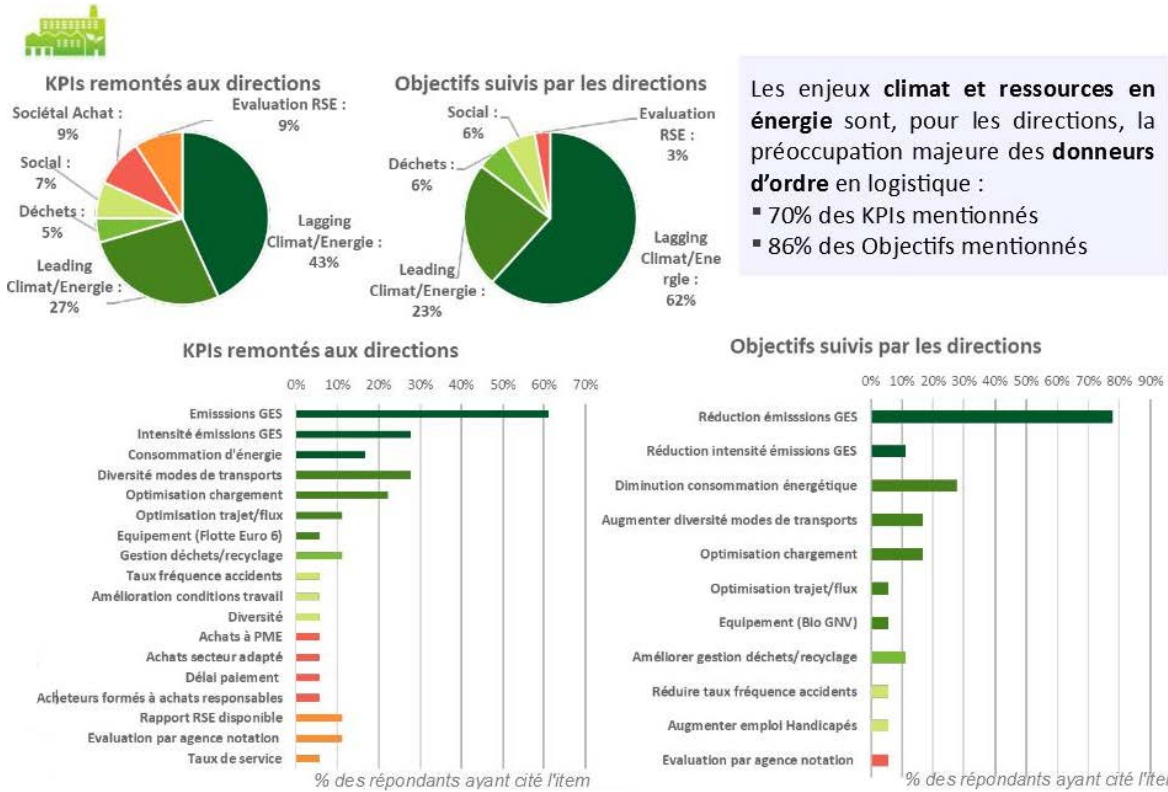 KPIs remontés aux directions
Sociétal Achat :
9%
Evaluation RSE :
9%
Social :
7%
Déchets :
5%
Leading
Climat/Energie :
27%
Lagging
Climat/Energie :
43%
Objectifs suivis par les directions
Social :
6%
Evaluation
RSE :
3%
Déchets :
6%
Leading
Climat/Energie :
23%
Lagging
Climat/Ene
rgie :
62%
Les enjeux climat et ressources en
énergie sont, pour les directions, la
préoccupation majeure des donneurs
d'ordre en logistique :
▪ 70% des KPIs mentionnés
▪ 86% des Objectifs mentionnés
KPIs remontés aux directions
0% 10% 20% 30% 40% 50% 60% 70%
Emisssions GES
Intensité émissions GES
Consommation d'énergie
Diversité modes de transports
Optimisation chargement
Optimisation trajet/flux
Equipement (Flotte Euro 6)
Gestion déchets/recyclage
Taux fréquence accidents
Amélioration conditions travail
Diversité
Achats à PME
Achats secteur adapté
Délai paiement
Acheteurs formés à achats responsables
Rapport RSE disponible
Evaluation par agence notation
Taux de service
% des répondants ayant cité l'item
Objectifs suivis par les directions
0% 10% 20% 30% 40% 50% 60% 70% 80% 90%
Réduction émisssions GES
Réduction intensité émissions GES
Diminution consommation énergétique
Augmenter diversité modes de transports
Optimisation chargement
Optimisation trajet/flux
Equipement (Bio GNV)
Améliorer gestion déchets/recyclage
Réduire taux fréquence accidents
Augmenter emploi Handicapés
Evaluation par agence notation
% des répondants ayant cité l'iten